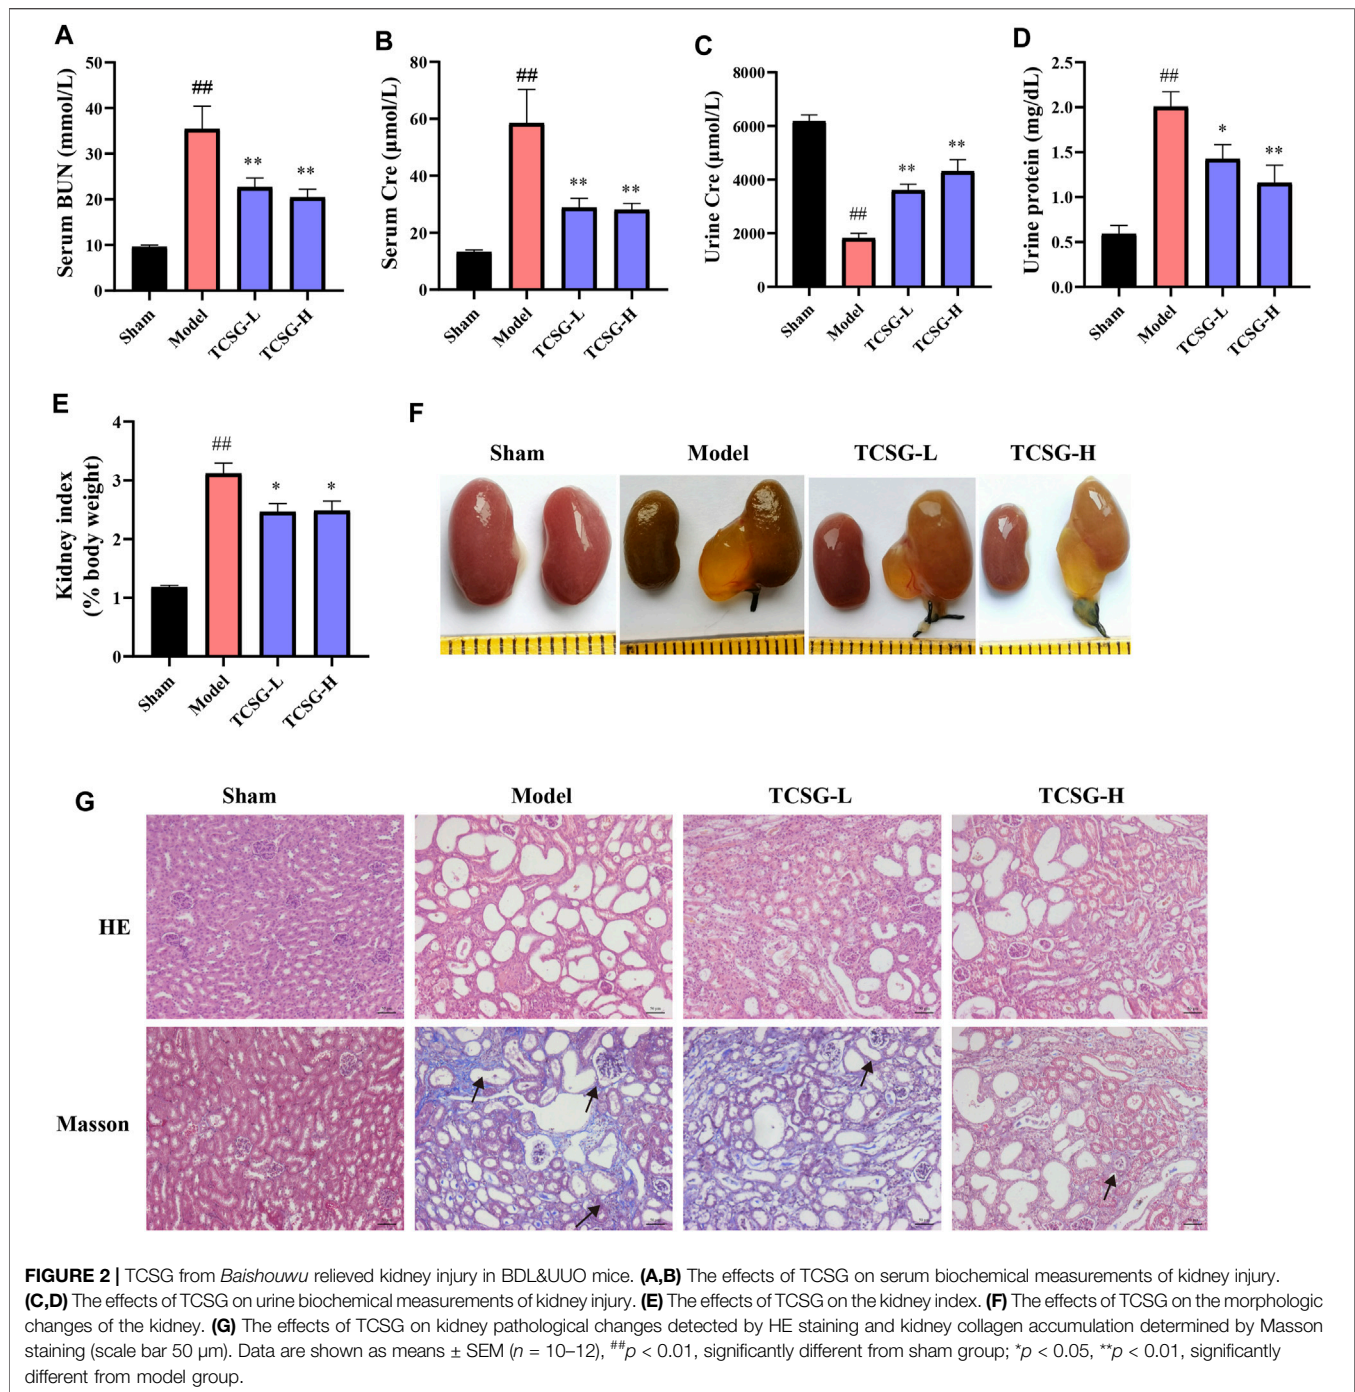 A
Serum BUN (mmol/L)
50
40
30
20
10
0
##
**
**
Sham
Model
TCSG-L
TCSG-H
B
Serum Cre (μmol/L)
80
60
40
20
0
##
**
**
Sham
Model
TCSG-L
TCSG-H
C
Urine Cre (μmol/L)
8000
6000
4000
2000
0
##
**
**
Sham
Model
TCSG-L
TCSG-H
D
Urine protein (mg/dL)
2.5
2.0
1.5
1.0
0.5
0.0
##
*
**
Sham
Model
TCSG-L
TCSG-H
E
Kidney index
(% body weight)
4
3
2
1
0
##
*
*
Sham
Model
TCSG-L
TCSG-H
F
Sham Model TCSG-L TCSG-H
G
Sham Model TCSG-L TCSG-H
HE
Masson
FIGURE 2 | TCSG from Baishouwu relieved kidney injury in BDL&UUO mice. (A,B) The effects of TCSG on serum biochemical measurements of kidney injury.
(C,D) The effects of TCSG on urine biochemical measurements of kidney injury. (E) The effects of TCSG on the kidney index. (F) The effects of TCSG on the morphologic
changes of the kidney. (G) The effects of TCSG on kidney pathological changes detected by HE staining and kidney collagen accumulation determined by Masson
staining (scale bar 50 μm). Data are shown as means ± SEM (n = 10–12), ##p < 0.01, significantly different from sham group; *p < 0.05, **p < 0.01, significantly
different from model group.